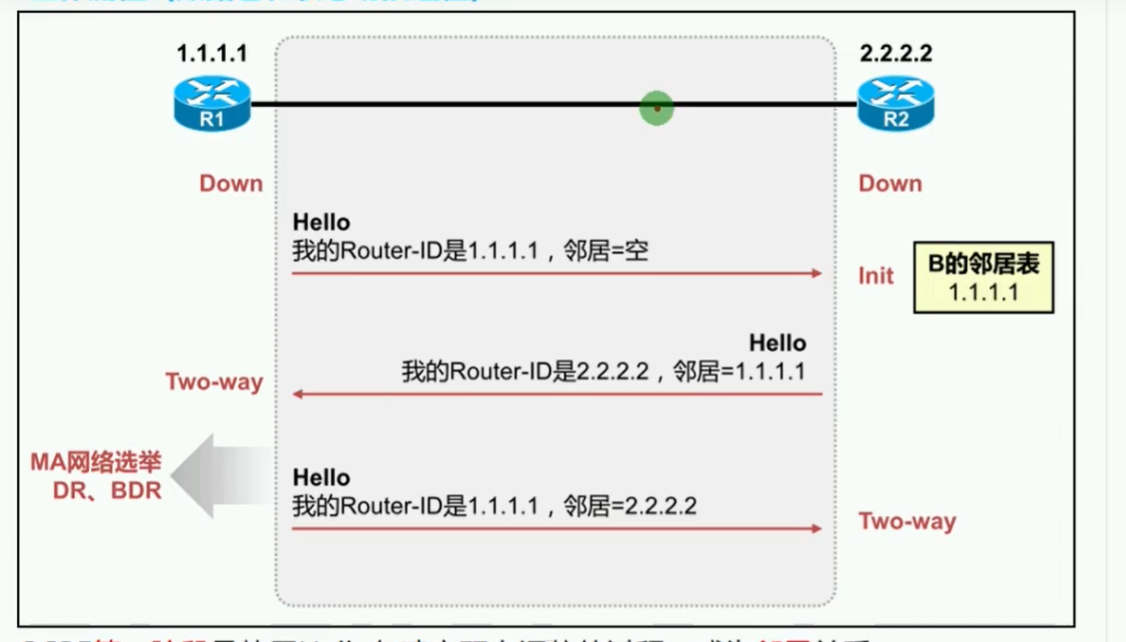 1.1.1.1
2.2.2.2
R1
R2
Down
Down
Hello
我的Router-ID是1.1.1.1，邻居=空
Init
B的邻居表
1.1.1.1
Hello
我的Router-ID是2.2.2.2，邻居=1.1.1.1
Two-way
MA网络选举
DR、BDR
Hello
我的Router-ID是1.1.1.1，邻居=2.2.2.2
Two-way